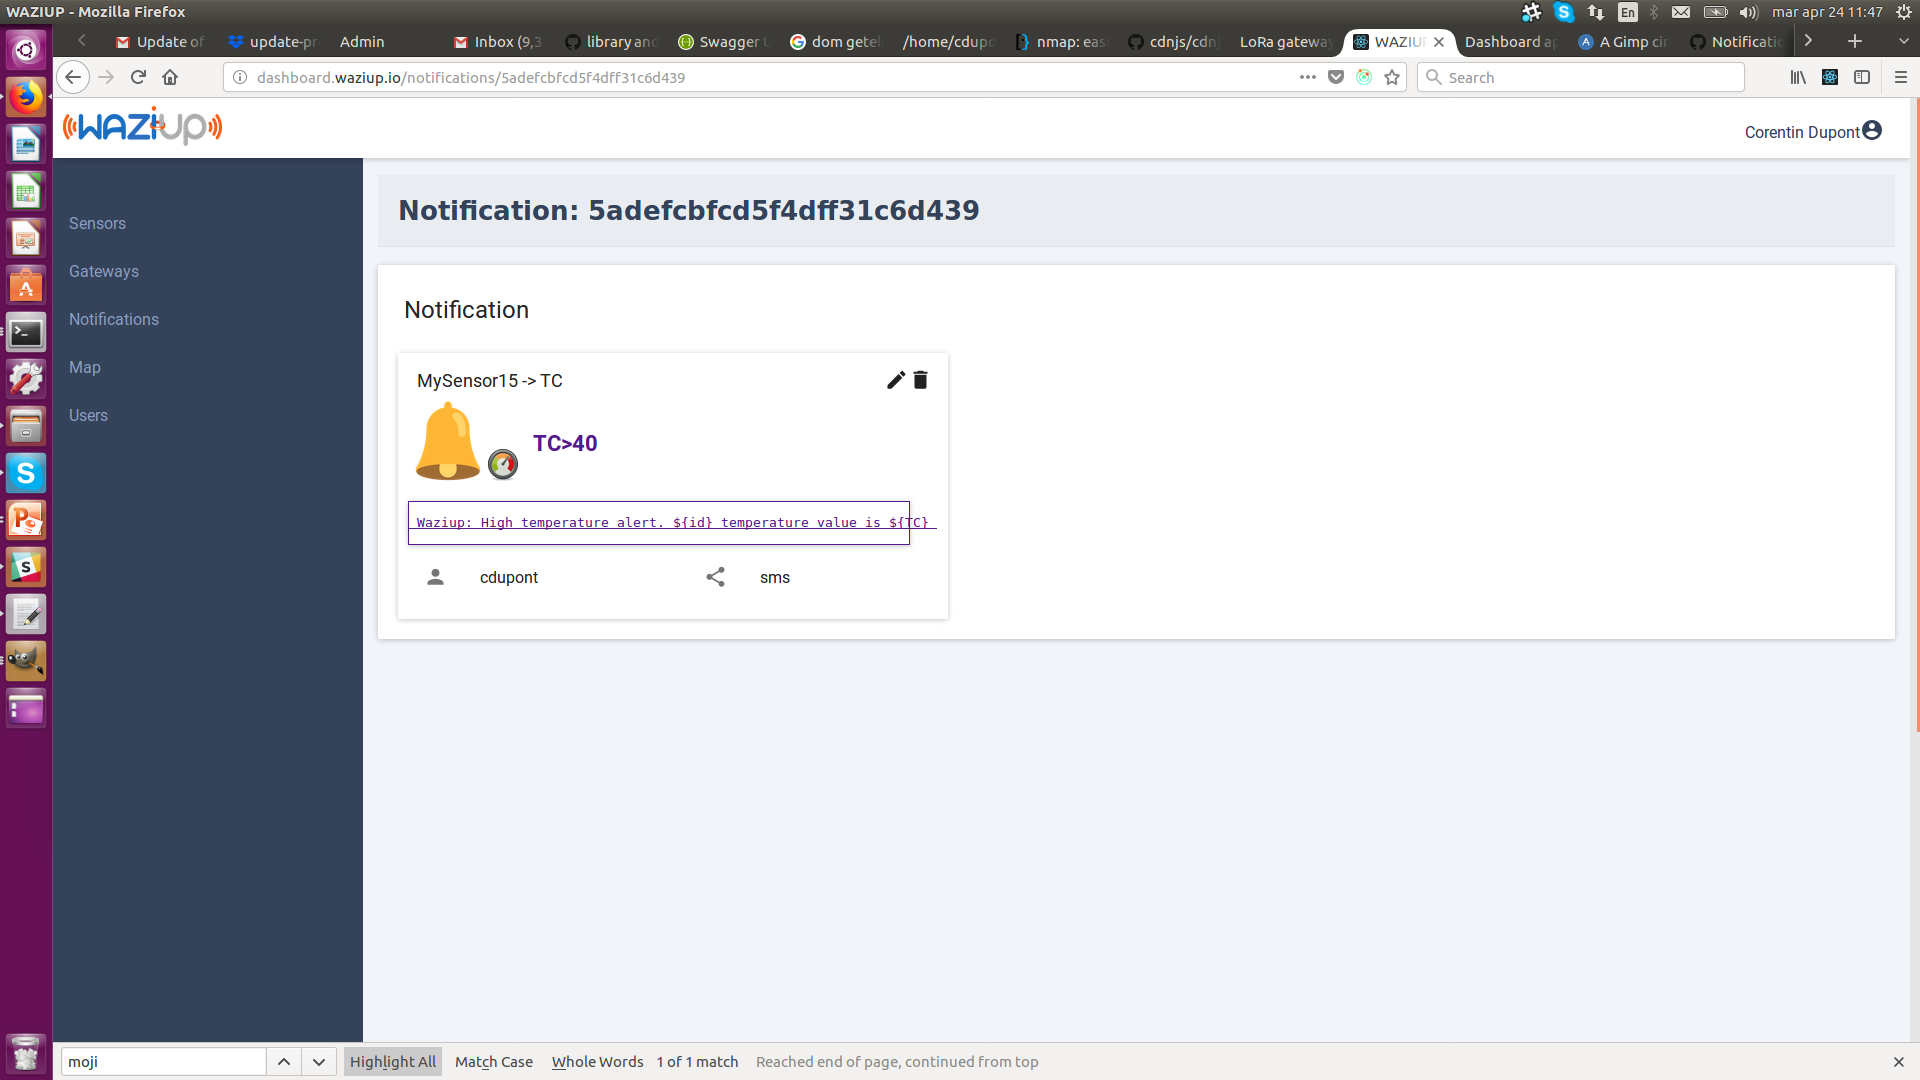 WAZIUP - Mozilla Firefox
En
mar apr 24 11:47
Update of
update-pr
Admin
Inbox (9,3
library and
Swagger U
dom getele
/home/cdupo
nmap: eas
cdnjs/cdnj
LoRa gateway
WAZIU
Dashboard ap
A Gimp cir
Notificatio
dashboard.waziup.io/notifications/5adefcbfcd5f4dff31c6d439
Search
WAZIUP
Corentin Dupont
Sensors
Gateways
Notifications
Map
Users
Notification: 5adefcbfcd5f4dff31c6d439
Notification
MySensor15 -> TC
TC>40
Waziup: High temperature alert. ${id} temperature value is ${TC}
cdupont
sms
moji
Highlight All
Match Case
Whole Words
1 of 1 match
Reached end of page, continued from top